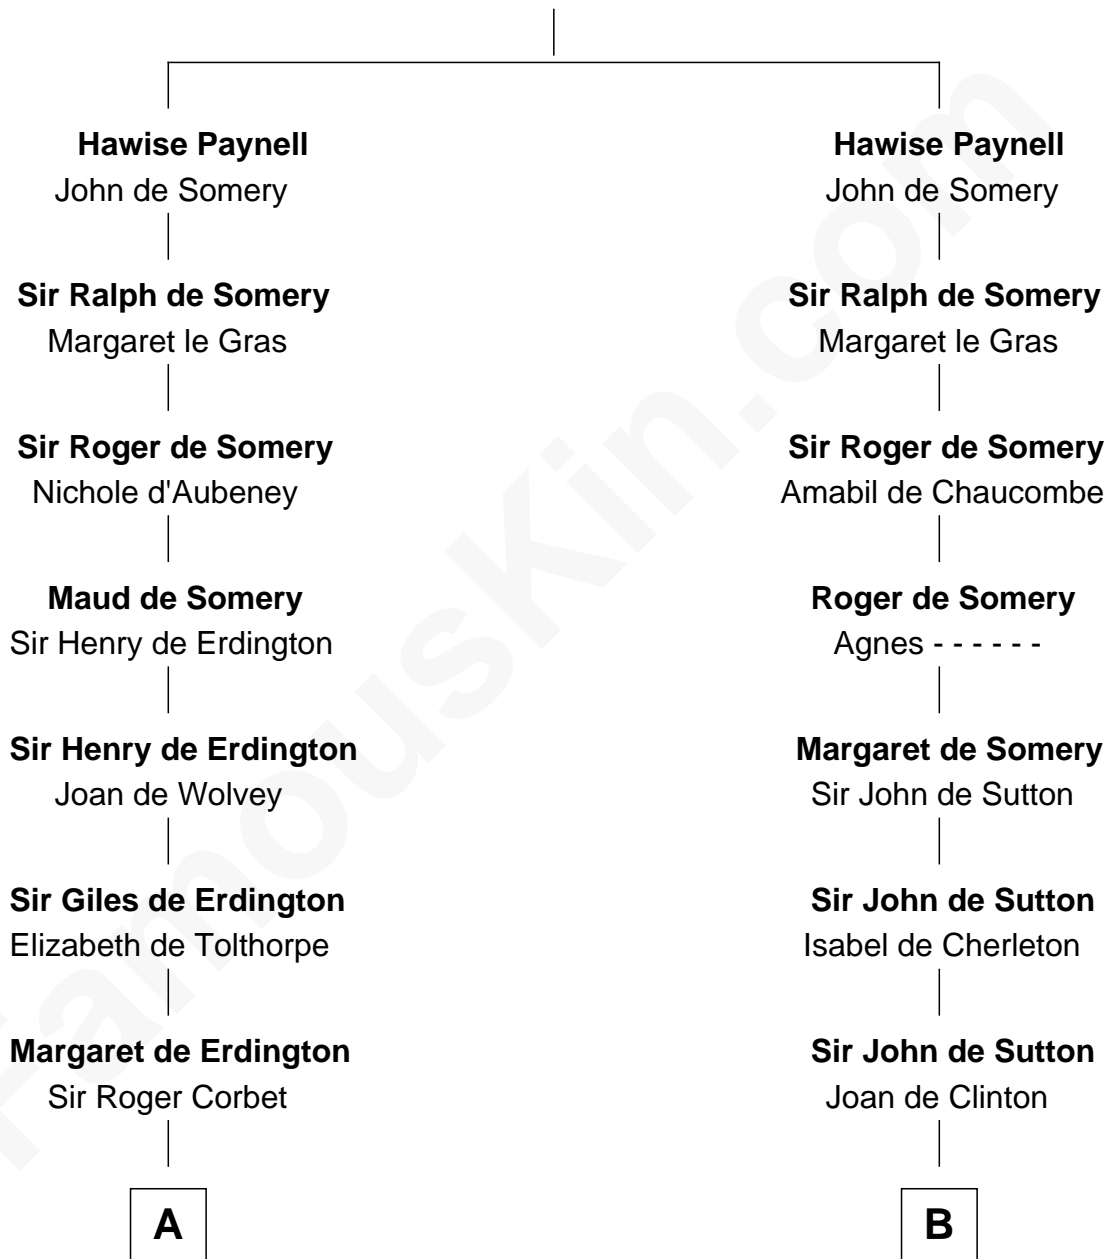 Hawise Paynell
John de Somery
Sir Ralph de Somery
Margaret le Gras
Sir Roger de Somery
Nichole d'Aubeney
Maud de Somery
Sir Henry de Erdington
Sir Henry de Erdington
Joan de Wolvey
Sir Giles de Erdington
Elizabeth de Tolthorpe
Margaret de Erdington
Sir Roger Corbet
A
Hawise Paynell
John de Somery
Sir Ralph de Somery
Margaret le Gras
Sir Roger de Somery
Amabil de Chaucombe
Roger de Somery
Agnes - - - - - -
Margaret de Somery
Sir John de Sutton
Sir John de Sutton
Isabel de Cherleton
Sir John de Sutton
Joan de Clinton
B
FamousKin.com